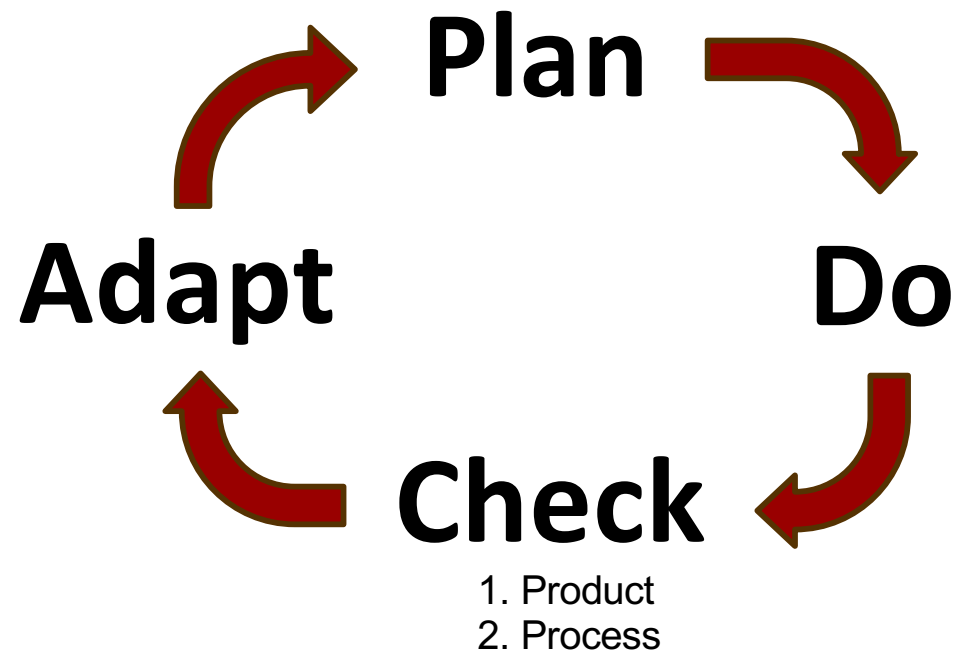 Plan
Adapt
Do
Check
1. Product
2. Process